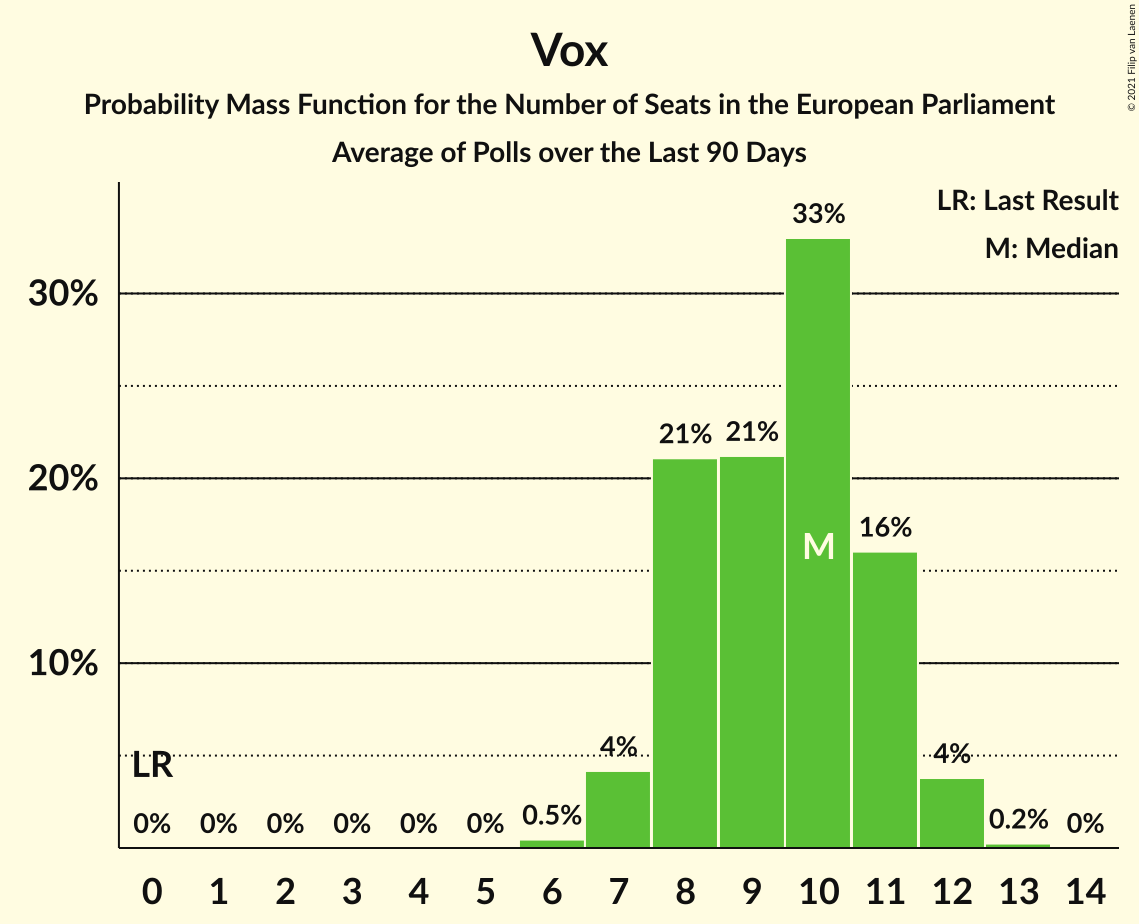 Vox
Probability Mass Function for the Number of Seats in the European Parliament
Average of Polls over the Last 90 Days
© 2021 Filip van Laenen
LR: Last Result
M: Median
30%
20%
10%
LR
0% 0% 0% 0% 0% 0% 0.5% 4% 21% 21% 33% 16% 4% 0.2% 0%
M
0 1 2 3 4 5 6 7 8 9 10 11 12 13 14